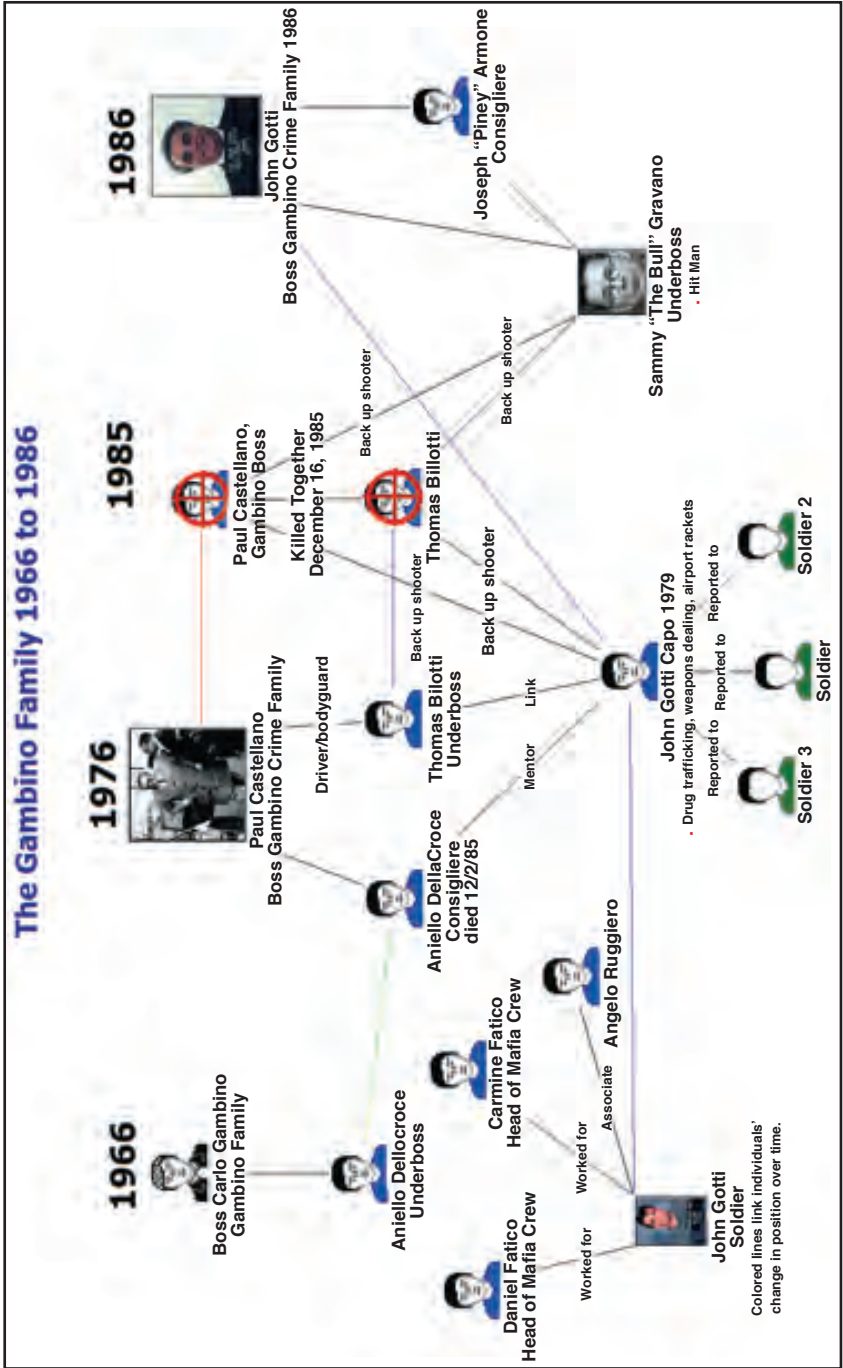 The Gambino Family 1966 to 1986
1966
Boss Carlo Gambino
Gambino Family
Aniello Dellocroce
Underboss
Daniel Fatico
Head of Mafia Crew
Carmine Fatico
Head of Mafia Crew
Angelo Ruggiero
Worked for
Worked for
Associate
John Gotti
Soldier
Colored lines link individuals'
change in position over time.
1976
Paul Castellano
Boss Gambino Crime Family
Driver/bodyguard
Aniello DellaCroce
Consigliere
died 12/2/85
Thomas Bilotti
Underboss
Mentor
Link
John Gotti Capo 1979
. Drug trafficking, weapons dealing, airport rackets
Reported to
Reported to
Reported to
Soldier 3
Soldier
Soldier 2
1985
Paul Castellano,
Gambino Boss
Killed Together
December 16, 1985
Thomas Billotti
Back up shooter
Back up shooter
Back up shooter
Back up shooter
1986
John Gotti
Boss Gambino Crime Family 1986
Joseph "Piney" Armone
Consigliere
Sammy "The Bull" Gravano
Underboss
. Hit Man